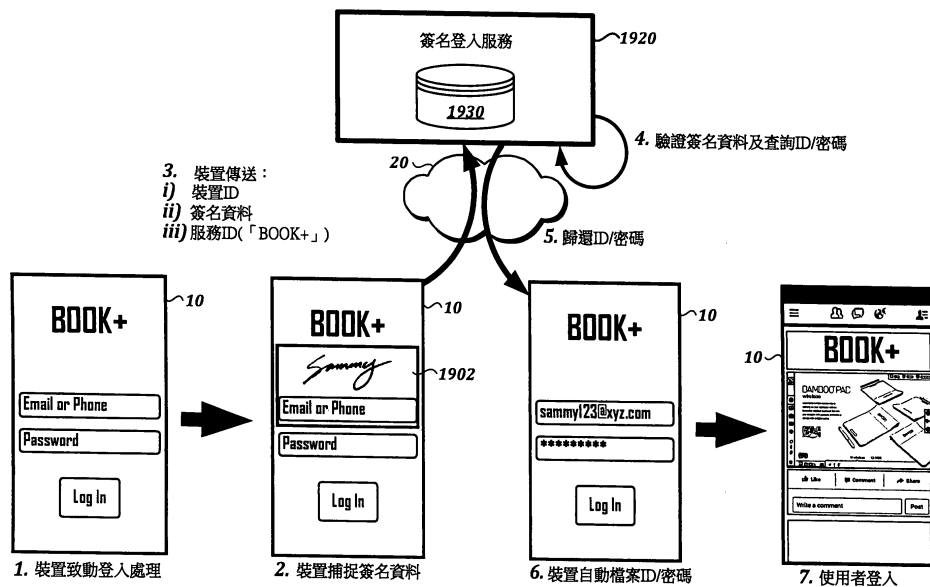 簽名登入服務
1920
1930
4. 驗證簽名資料及查詢ID/密碼
20
3. 裝置傳送：
i) 裝置ID
ii) 簽名資料
iii) 服務ID(「BOOK+」)
5. 歸還ID/密碼
10
BOOK+
Email or Phone
Password
Log In
1. 裝置致動登入處理
10
BOOK+
Sammy
1902
Email or Phone
Password
Log In
2. 裝置捕捉簽名資料
10
BOOK+
sammy123@xyz.com
*********
Log In
6. 裝置自動檔案ID/密碼
10
BOOK+
Like
Comment
Share
Write a comment
Post
7. 使用者登入